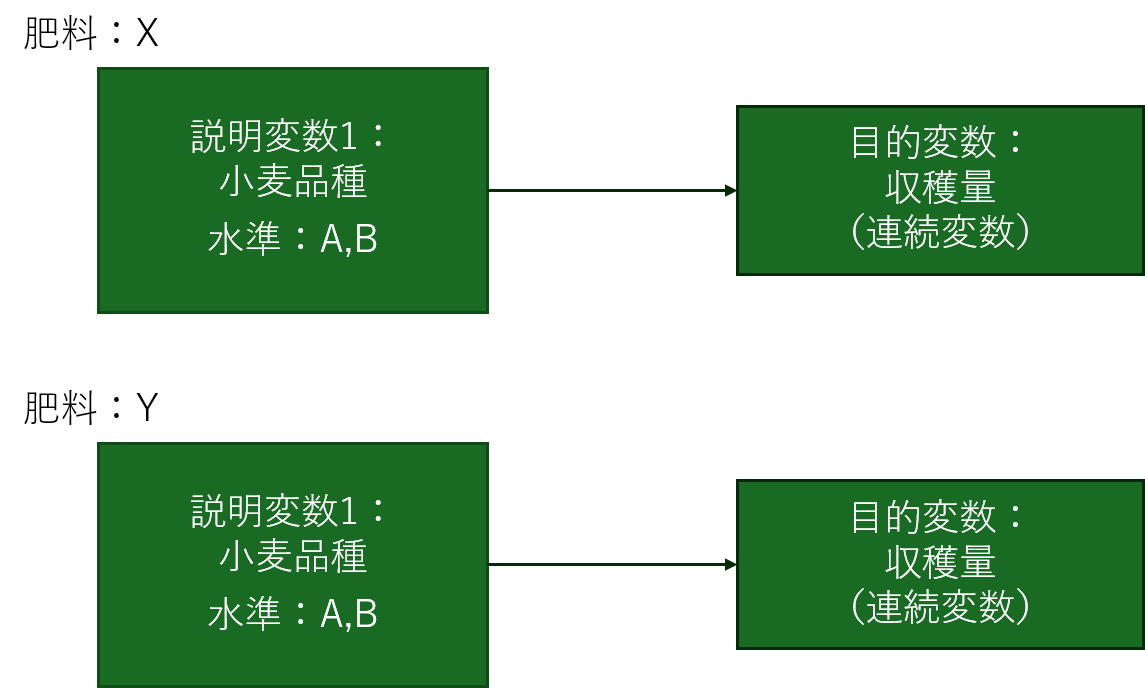 肥料：X
説明変数1：
小麦品種
水準：A,B
目的変数：
収穫量
（連続変数）
肥料：Y
説明変数1：
小麦品種
水準：A,B
目的変数：
収穫量
（連続変数）